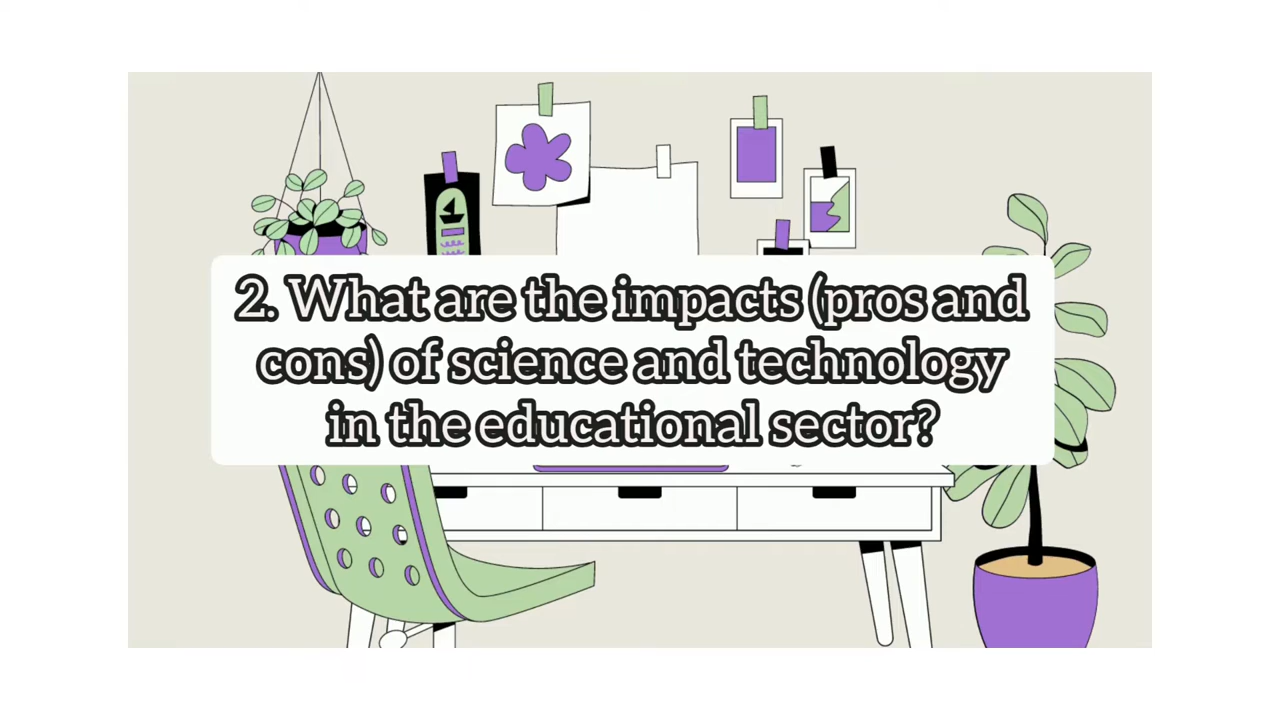 2. What are the impacts (pros and
cons) of science and technology
in the educational sector?